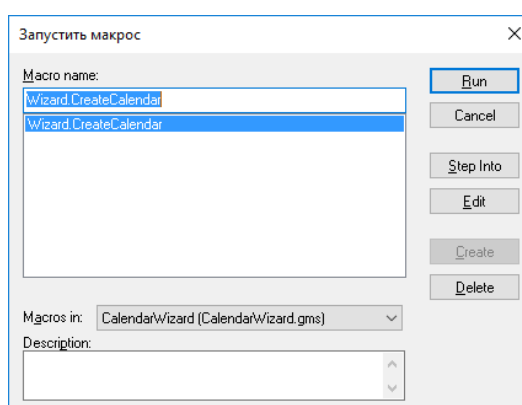 Запустить макрос
Macro name:
Wizard.CreateCalendar
Wizard.CreateCalendar
Run
Cancel
Step Into
Edit
Create
Delete
Macros in: CalendarWizard (CalendarWizard.gms)
Description: